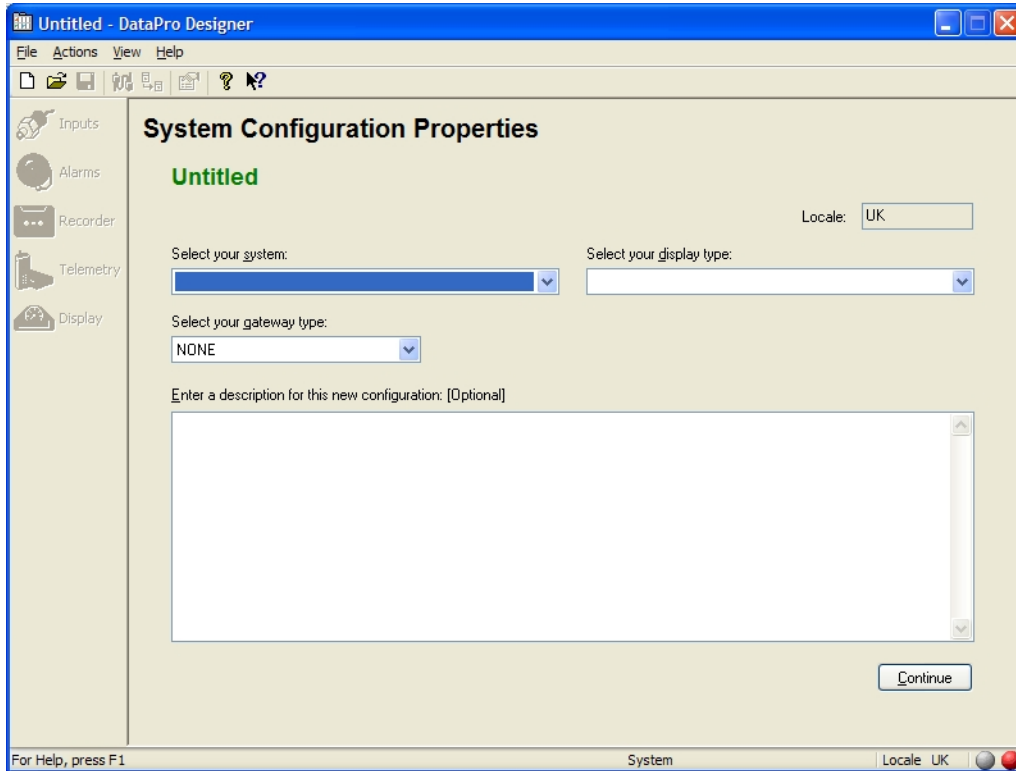 Untitled - DataPro Designer
File Actions View Help
Inputs
Alarms
Recorder
Telemetry
Display
System Configuration Properties
Untitled
Locale: UK
Select your system:
Select your display type:
Select your gateway type:
NONE
Enter a description for this new configuration: [Optional]
Continue
For Help, press F1
System
Locale UK